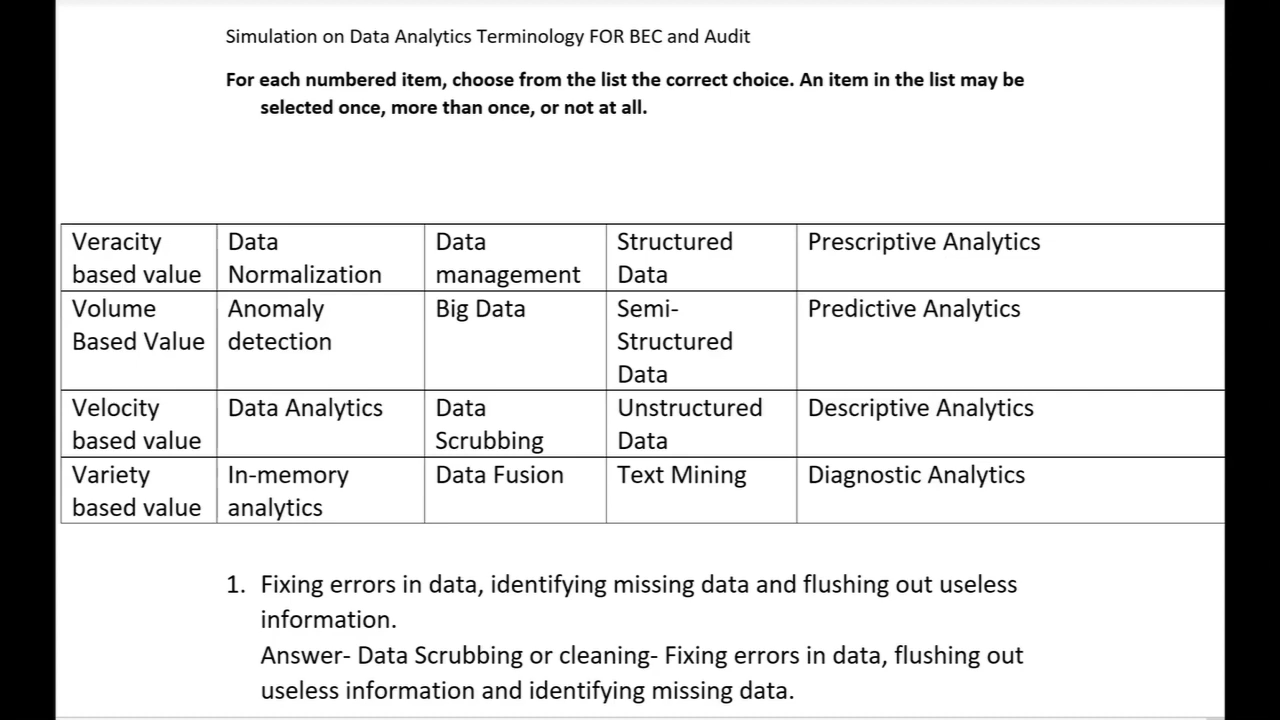 Simulation on Data Analytics Terminology FOR BEC and Audit
For each numbered item, choose from the list the correct choice. An item in the list may be
selected once, more than once, or not at all.
Veracity
based value
Data
Normalization
Data
management
Structured
Data
Prescriptive Analytics
Volume
Based Value
Anomaly
detection
Big Data
Semi-
Structured
Data
Predictive Analytics
Velocity
based value
Data Analytics
Data
Scrubbing
Unstructured
Data
Descriptive Analytics
Variety
based value
In-memory
analytics
Data Fusion
Text Mining
Diagnostic Analytics
1. Fixing errors in data, identifying missing data and flushing out useless
information.
Answer- Data Scrubbing or cleaning- Fixing errors in data, flushing out
useless information and identifying missing data.